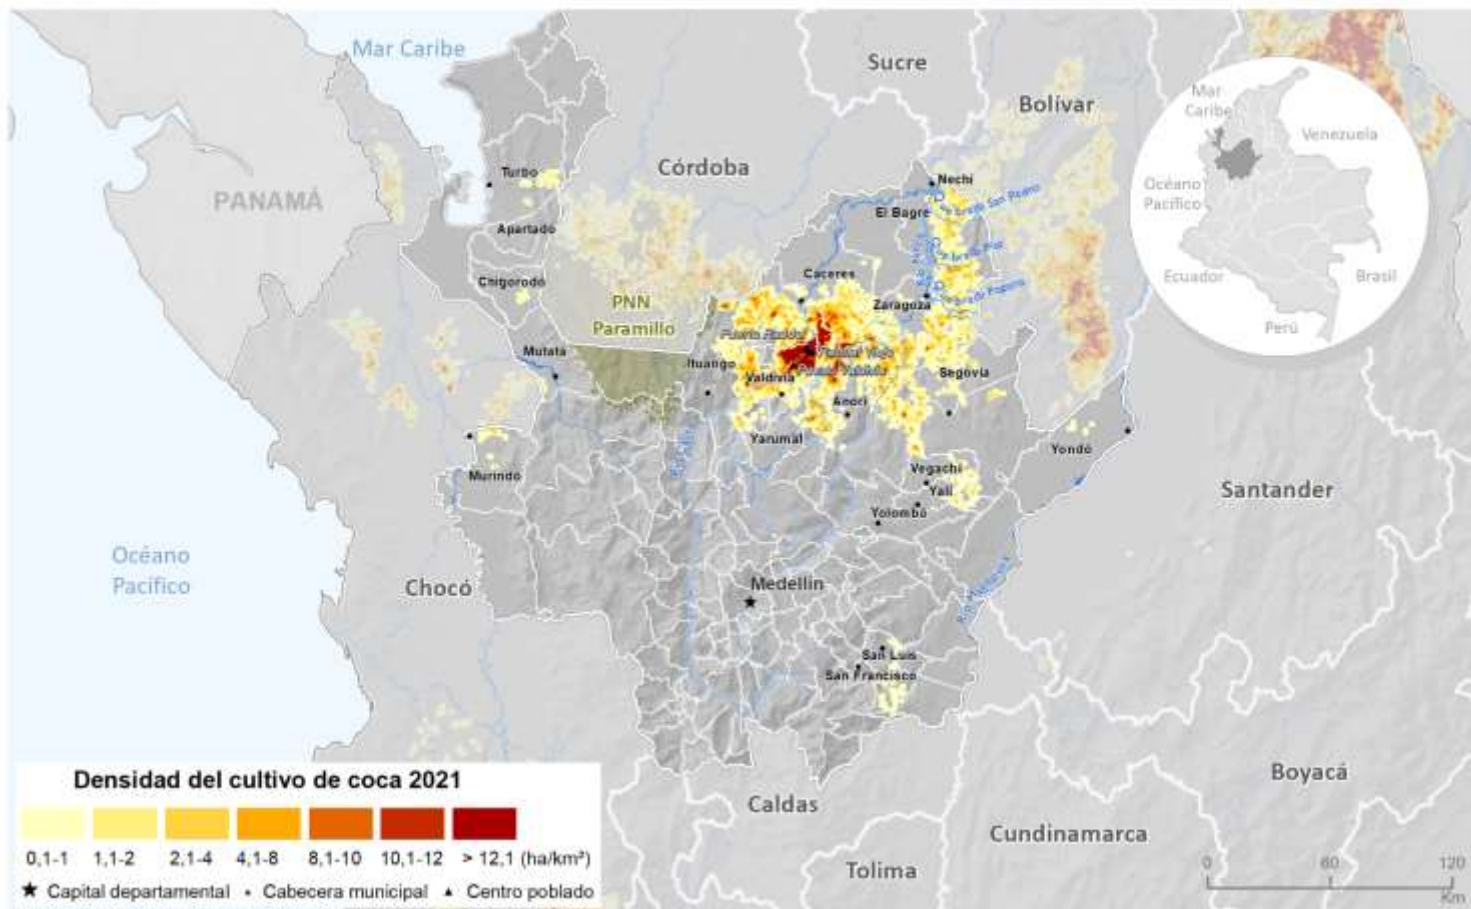 Mar Caribe
Sucre
Bolívar
Mar
Caribe
Venezuela
Córdoba
Turbo
PANAMÁ
Nechí
Océano
Pacífico
El Bagre
Apartadó
Caceres
Chigorodó
Ecuador
Brasil
PNN
Paramillo
Zaragoza
Perú
Mutatá
Ituango
Valdivia
Segovia
Anorí
Yarumal
Yondó
Murindó
Vegachí
Yalí
Santander
Yolombó
Océano
Pacífico
Chocó
Medellín
San Luis
San Francisco
Densidad del cultivo de coca 2021
0,1-1 1,1-2 2,1-4 4,1-8 8,1-10 10,1-12 > 12,1 (ha/km²)
Capital departamental Cabecera municipal Centro poblado
Boyacá
Caldas
Cundinamarca
Tolima
0 60 120
Km